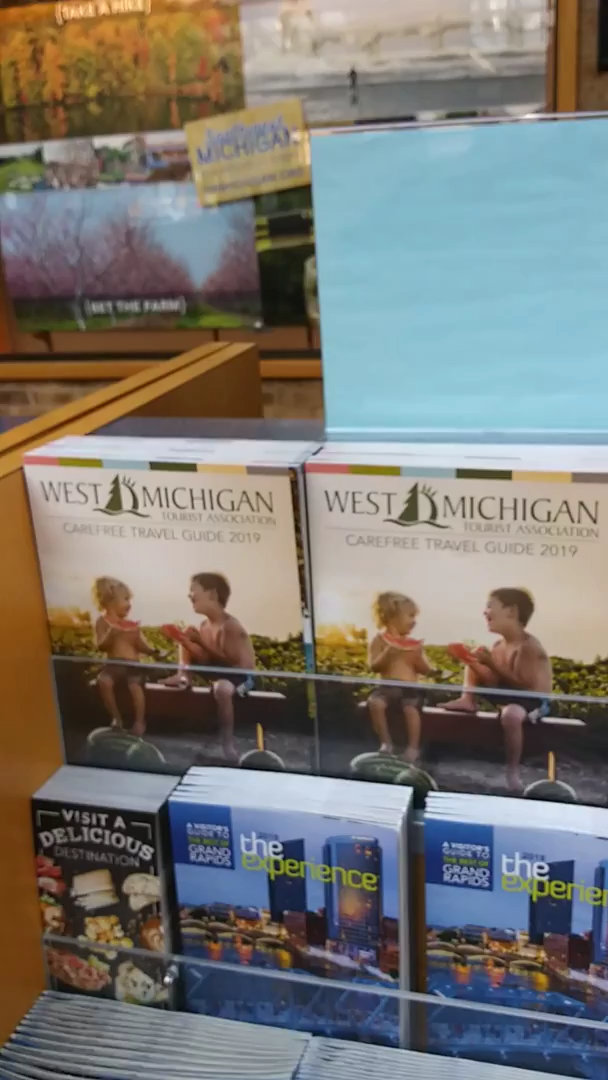 {TAKE A HIKE}
MICHIGAN
{BET THE FARM}
WEST MICHIGAN
TOURIST ASSOCIATION
CAREFREE TRAVEL GUIDE 2019
WEST MICHIGAN
TOURIST ASSOCIATION
CAREFREE TRAVEL GUIDE 2019
VISIT A
DELICIOUS
DESTINATION
A VISITOR'S
GUIDE TO
THE BEST OF
GRAND
RAPIDS
the
experience
A VISITOR'S
GUIDE TO
THE BEST OF
GRAND
RAPIDS
the
experien